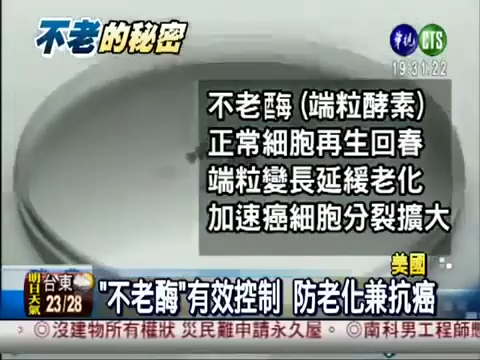 不老的秘密
華視 CTS
19:31:22
不老酶(端粒酵素)
正常細胞再生回春
端粒變長延緩老化
加速癌細胞分裂擴大
美國
明日天氣
台東
23/28
"不老酶"有效控制 防老化兼抗癌
沒建物所有權狀 災民難申請永久屋。◎南科男工程師懸